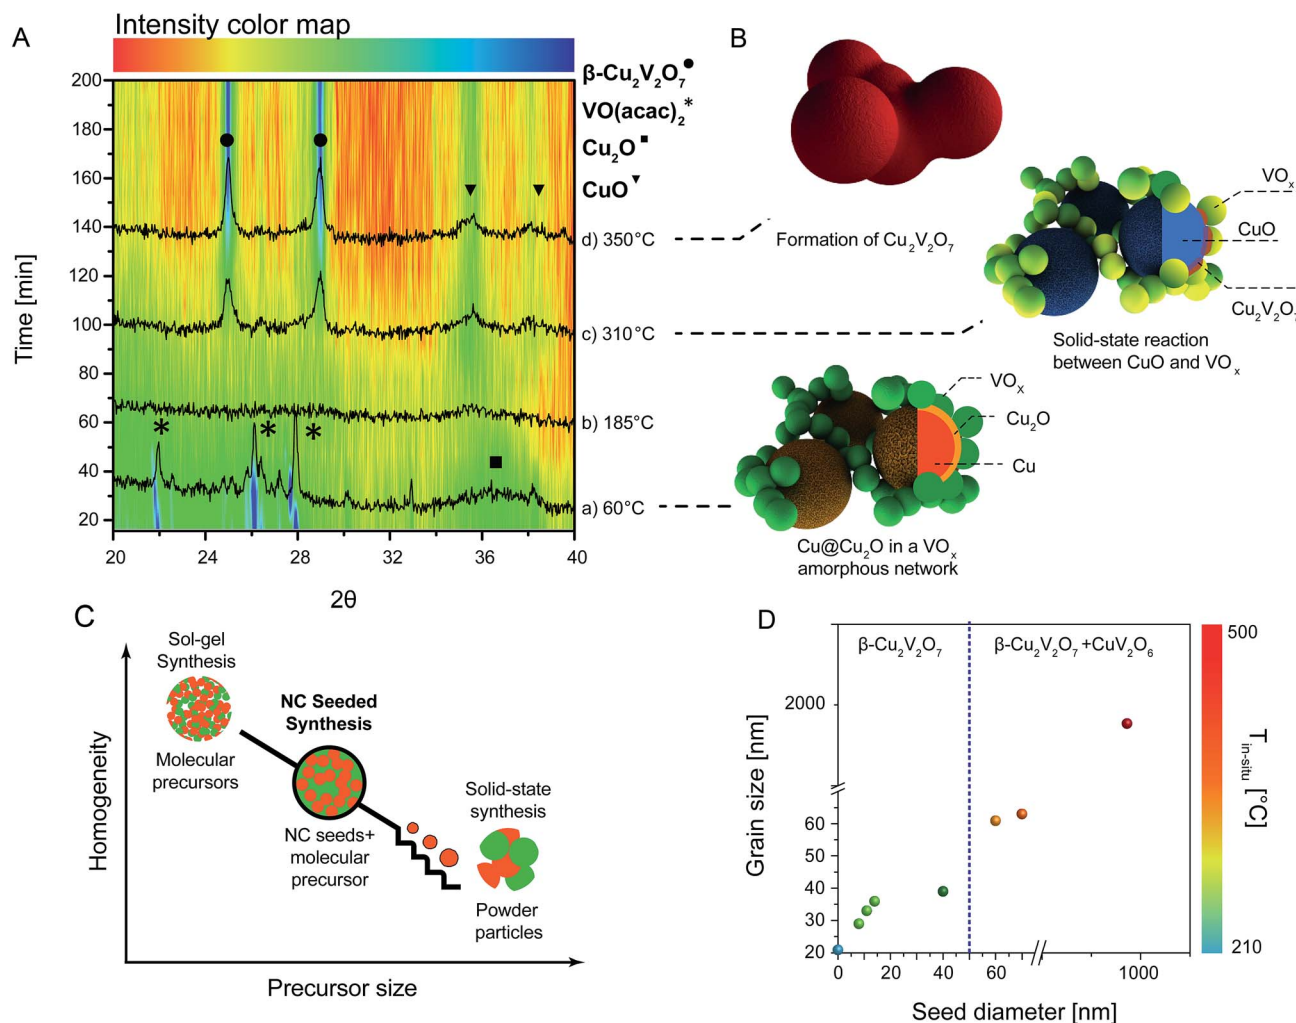 A
Intensity color map
β-Cu₂V₂O₇●
VO(acac)₂*
Cu₂O■
CuO▼
Time [min]
200
180
160
140
120
100
80
60
40
20
d) 350°C
c) 310°C
b) 185°C
a) 60°C
20
24
28
32
36
40
2θ
B
Formation of Cu₂V₂O₇
VOₓ
CuO
Cu₂V₂O₇
Solid-state reaction
between CuO and VOₓ
VOₓ
Cu₂O
Cu
Cu@Cu₂O in a VOₓ
amorphous network
C
Homogeneity
Sol-gel
Synthesis
Molecular
precursors
NC Seeded
Synthesis
NC seeds+
molecular
precursor
Solid-state
synthesis
Powder
particles
Precursor size
D
β-Cu₂V₂O₇
β-Cu₂V₂O₇+CuV₂O₆
Grain size [nm]
2000
60
50
40
30
20
0
20
40
60
1000
Seed diameter [nm]
500
210
T in-situ [°C]